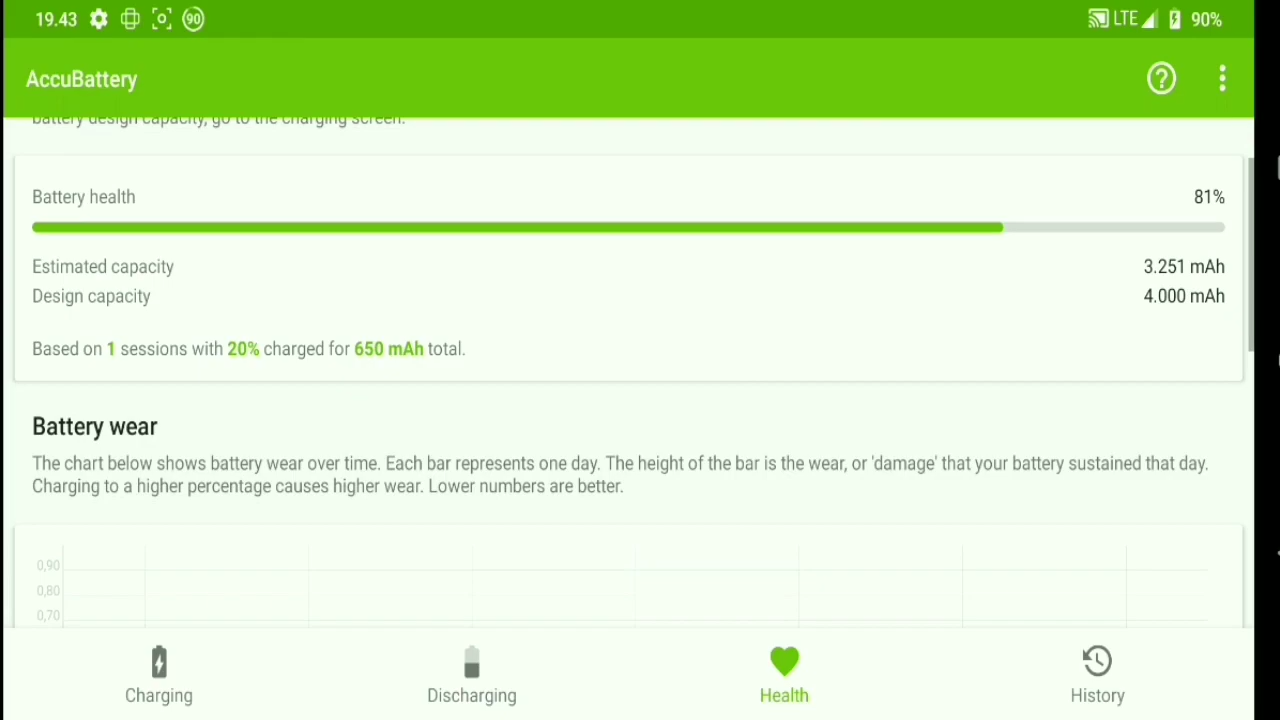 19.43 90 LTE 90%
AccuBattery
battery design capacity, go to the charging screen.
Battery health 81%
Estimated capacity 3.251 mAh
Design capacity 4.000 mAh
Based on 1 sessions with 20% charged for 650 mAh total.
Battery wear
The chart below shows battery wear over time. Each bar represents one day. The height of the bar is the wear, or 'damage' that your battery sustained that day.
Charging to a higher percentage causes higher wear. Lower numbers are better.
0,90
0,80
0,70
Charging Discharging Health History